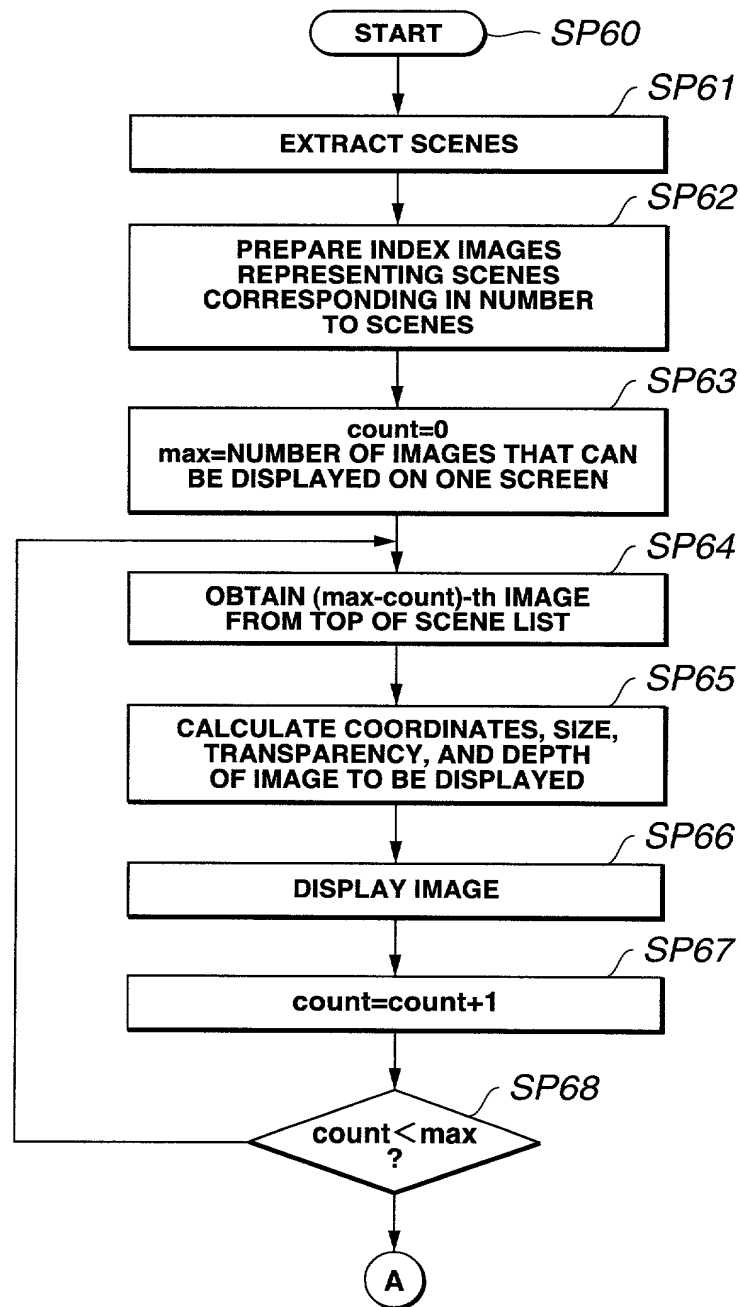 START
SP60
SP61
EXTRACT SCENES
SP62
PREPARE INDEX IMAGES
REPRESENTING SCENES
CORRESPONDING IN NUMBER
TO SCENES
SP63
count=0
max=NUMBER OF IMAGES THAT CAN
BE DISPLAYED ON ONE SCREEN
SP64
OBTAIN (max-count)-th IMAGE
FROM TOP OF SCENE LIST
SP65
CALCULATE COORDINATES, SIZE,
TRANSPARENCY, AND DEPTH
OF IMAGE TO BE DISPLAYED
SP66
DISPLAY IMAGE
SP67
count=count+1
SP68
count<max
?
A